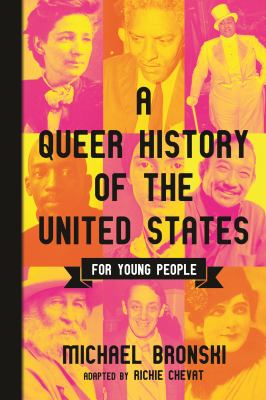 A
QUEER HISTORY
OF THE
UNITED STATES
FOR YOUNG PEOPLE
MICHAEL BRONSKI
ADAPTED BY RICHIE CHEVAT